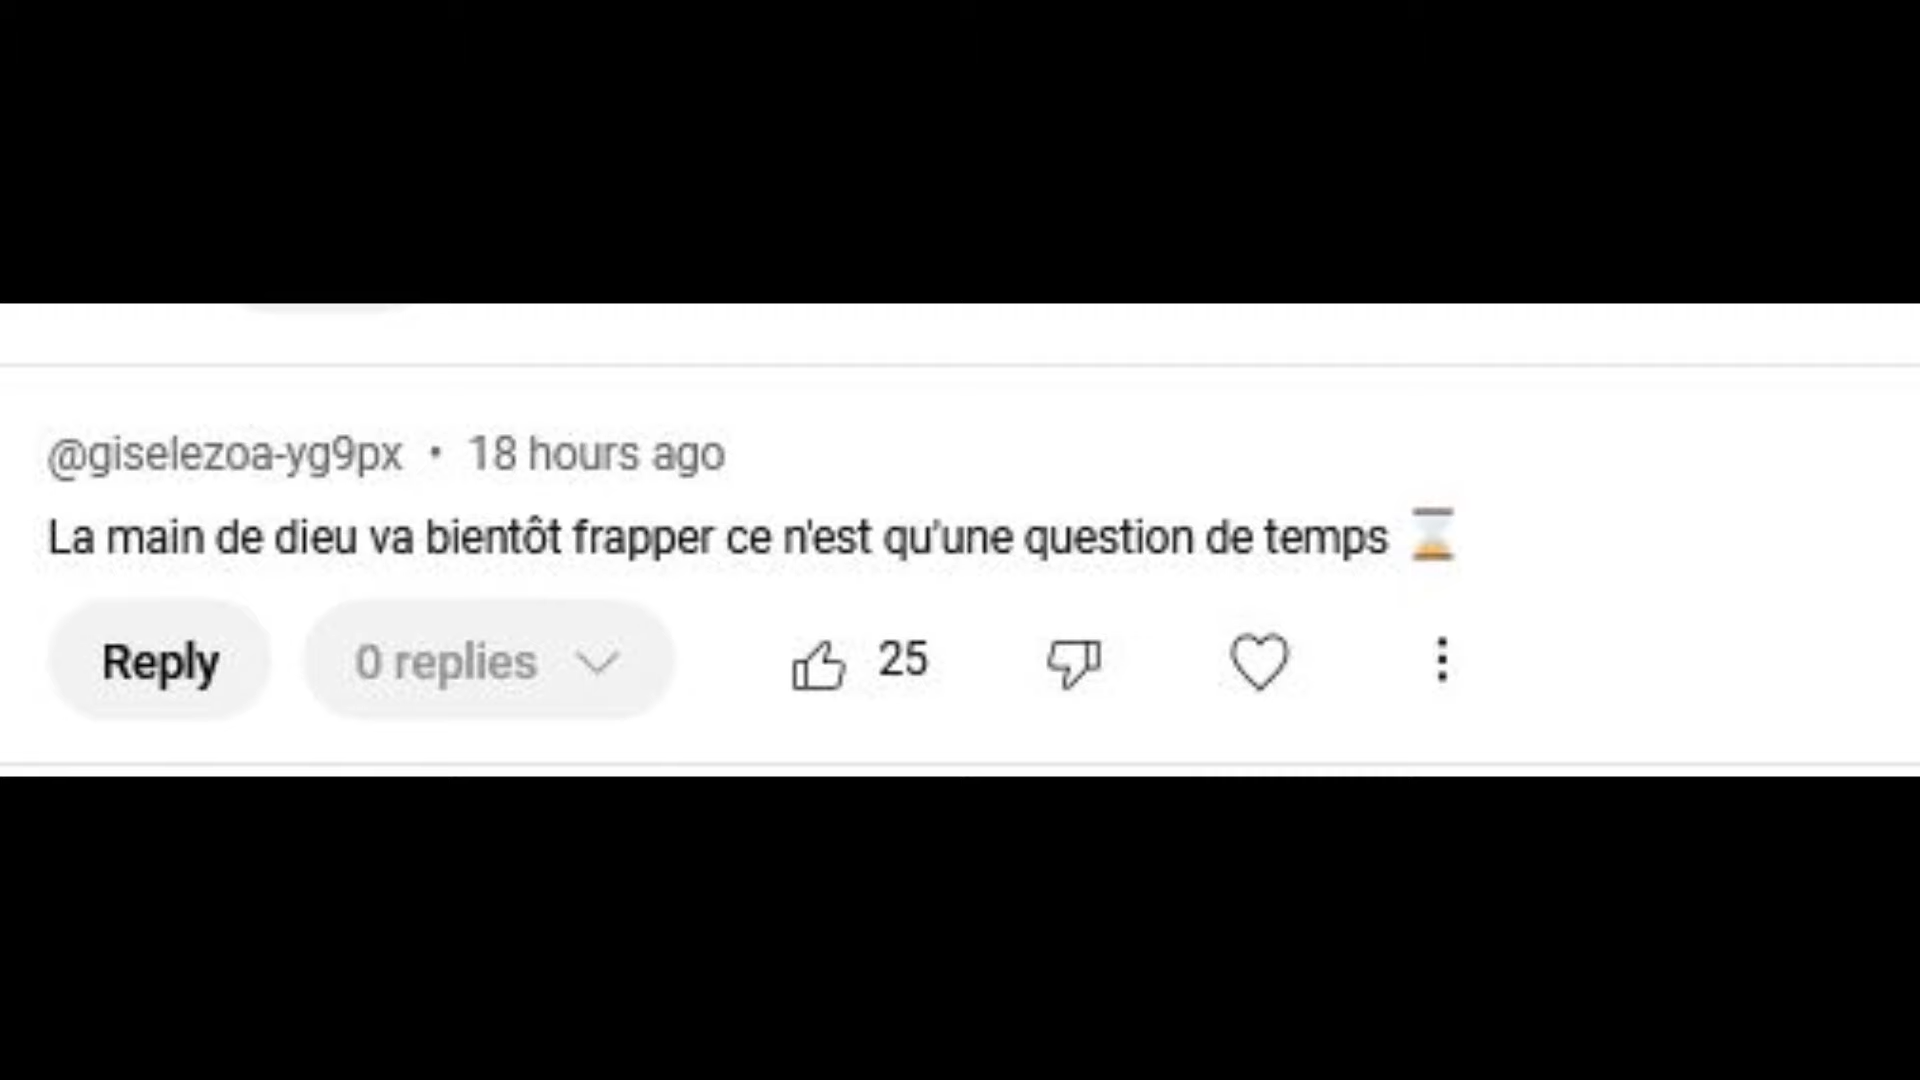 @giselezoa-yg9px • 18 hours ago
La main de dieu va bientôt frapper ce n'est qu'une question de temps ⌛
Reply 0 replies 25